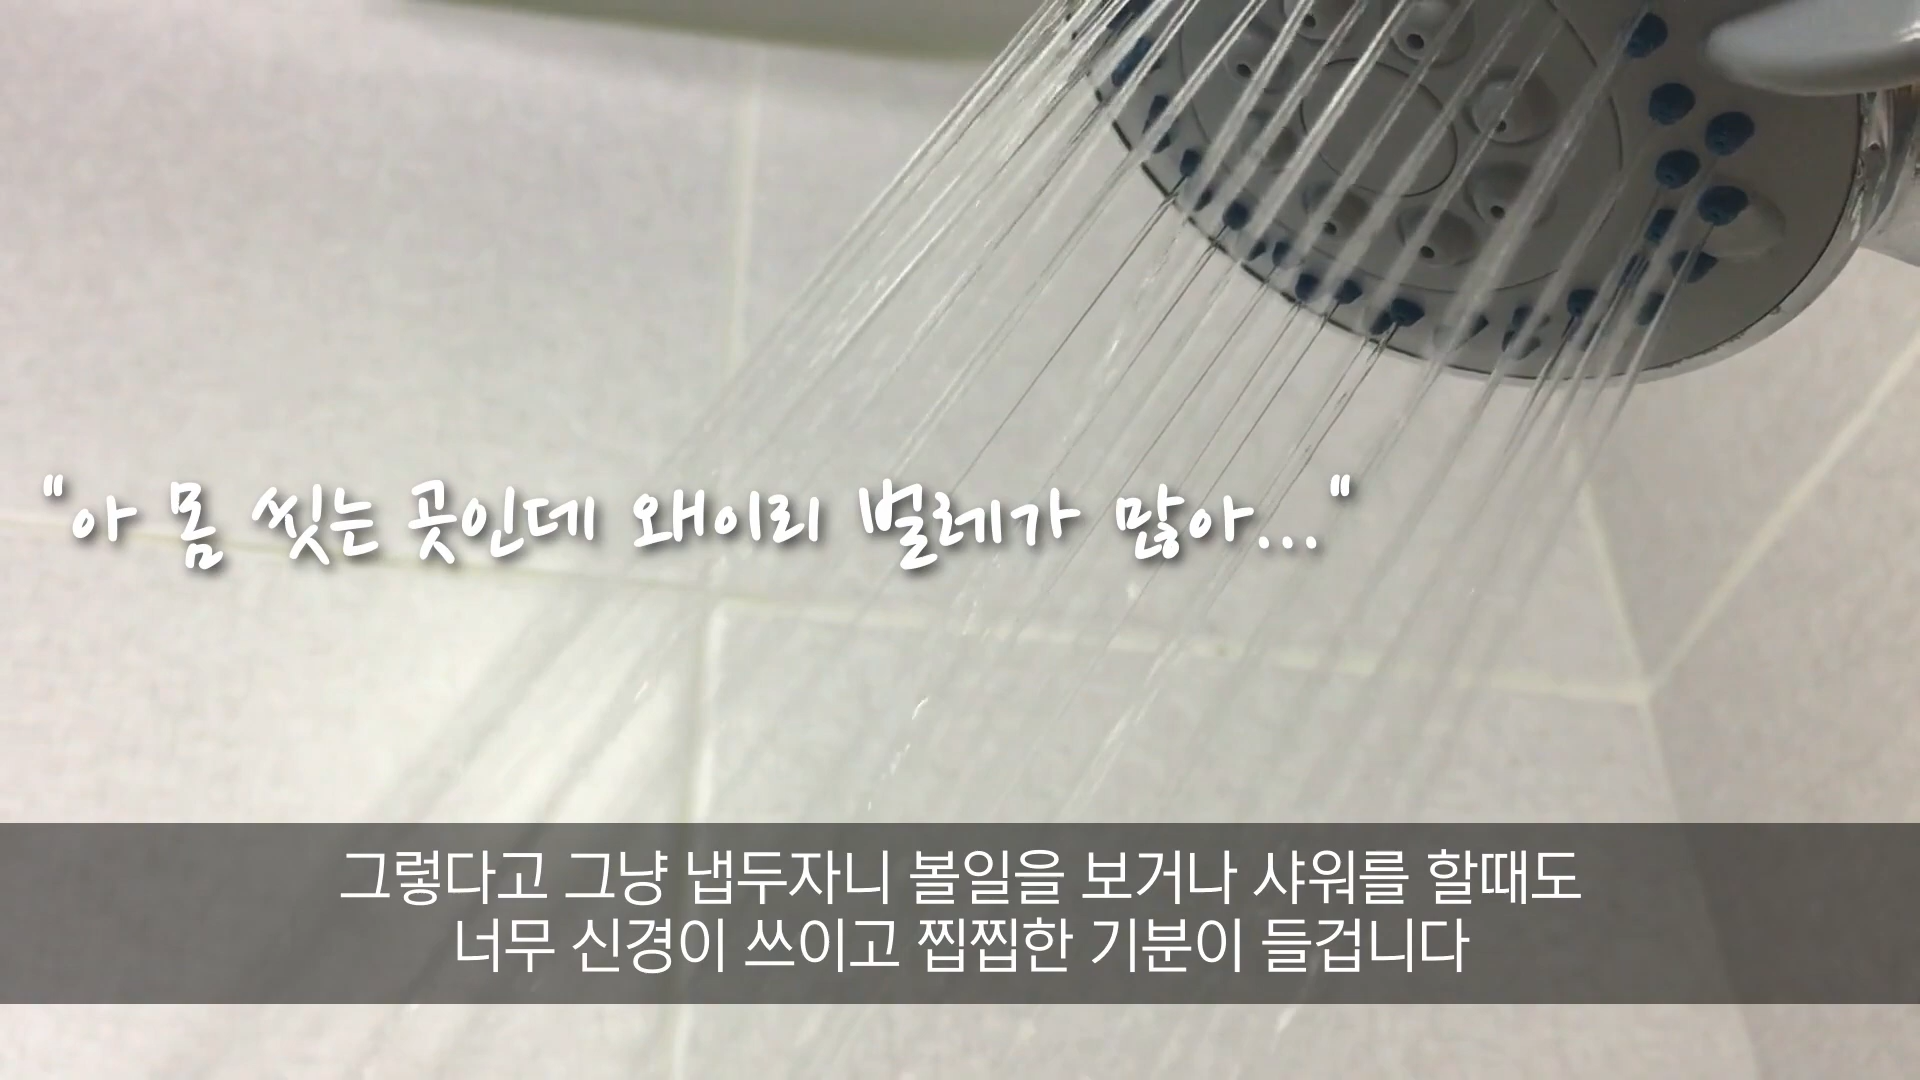 "아 몸 씻는 곳인데 왜이리 벌레가 많아..."
그렇다고 그냥 냅두자니 볼일을 보거나 샤워를 할때도
너무 신경이 쓰이고 찝찝한 기분이 들겁니다